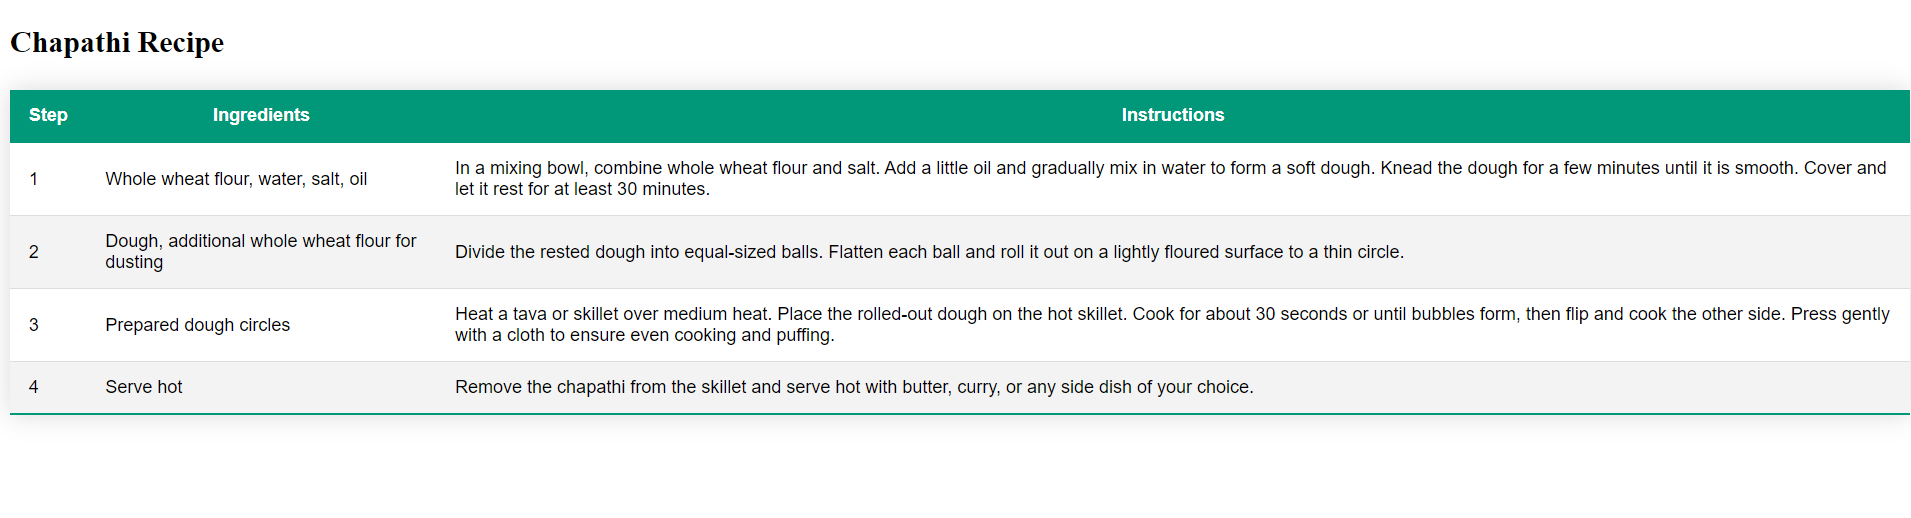 Chapathi Recipe
Step Ingredients Instructions
1 Whole wheat flour, water, salt, oil In a mixing bowl, combine whole wheat flour and salt. Add a little oil and gradually mix in water to form a soft dough. Knead the dough for a few minutes until it is smooth. Cover and
let it rest for at least 30 minutes.
2 Dough, additional whole wheat flour for
dusting
Divide the rested dough into equal-sized balls. Flatten each ball and roll it out on a lightly floured surface to a thin circle.
3 Prepared dough circles Heat a tava or skillet over medium heat. Place the rolled-out dough on the hot skillet. Cook for about 30 seconds or until bubbles form, then flip and cook the other side. Press gently
with a cloth to ensure even cooking and puffing.
4 Serve hot Remove the chapathi from the skillet and serve hot with butter, curry, or any side dish of your choice.